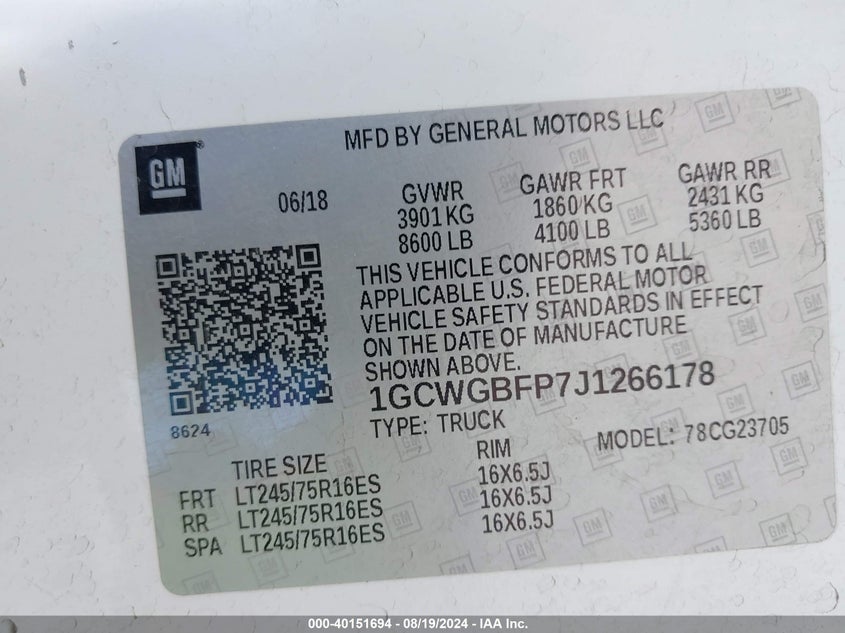 MFD BY GENERAL MOTORS LLC
GM
06/18
GVWR
3901 KG
8600 LB
GAWR FRT
1860 KG
4100 LB
GAWR RR
2431 KG
5360 LB
THIS VEHICLE CONFORMS TO ALL
APPLICABLE U.S. FEDERAL MOTOR
VEHICLE SAFETY STANDARDS IN EFFECT
ON THE DATE OF MANUFACTURE
SHOWN ABOVE.
1GCWGBFP7J1266178
8624
TYPE: TRUCK
MODEL: 78CG23705
TIRE SIZE RIM
FRT LT245/75R16ES 16X6.5J
RR LT245/75R16ES 16X6.5J
SPA LT245/75R16ES 16X6.5J
000-40151694 - 08/19/2024 - IAA Inc.